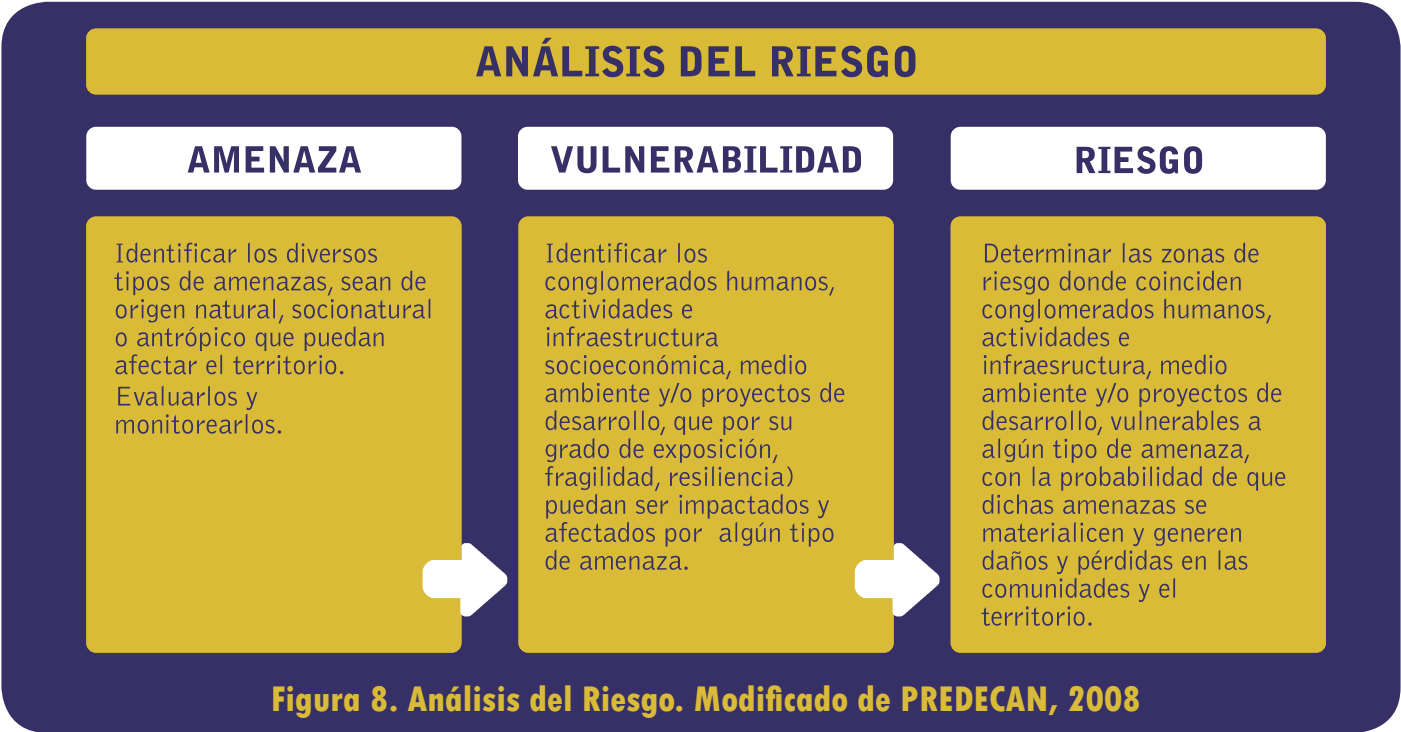 ANÁLISIS DEL RIESGO
AMENAZA
Identificar los diversos
tipos de amenazas, sean de
origen natural, socionatural
o antrópico que puedan
afectar el territorio.
Evaluarlos y
monitorearlos.
VULNERABILIDAD
Identificar los
conglomerados humanos,
actividades e
infraestructura
socioeconómica, medio
ambiente y/o proyectos de
desarrollo, que por su
grado de exposición,
fragilidad, resiliencia)
puedan ser impactados y
afectados por algún tipo
de amenaza.
RIESGO
Determinar las zonas de
riesgo donde coinciden
conglomerados humanos,
actividades e
infraesructura, medio
ambiente y/o proyectos de
desarrollo, vulnerables a
algún tipo de amenaza,
con la probabilidad de que
dichas amenazas se
materialicen y generen
daños y pérdidas en las
comunidades y el
territorio.
Figura 8. Análisis del Riesgo. Modificado de PREDECAN, 2008